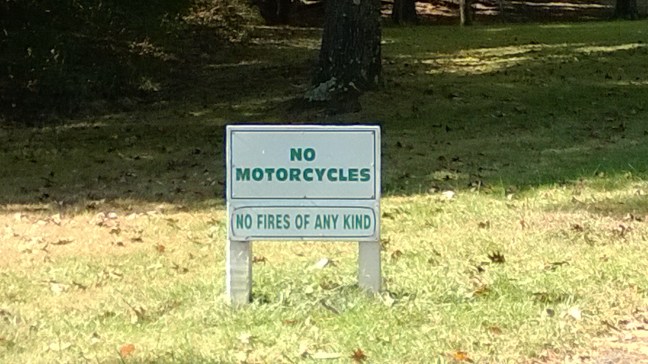 NO
MOTORCYCLES
NO FIRES OF ANY KIND